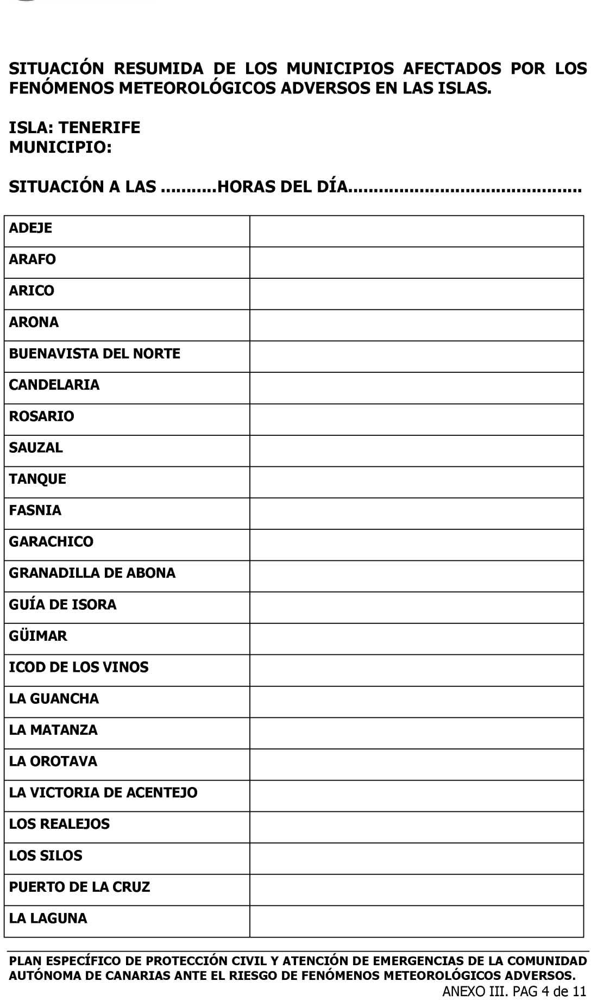 SITUACIÓN RESUMIDA DE LOS MUNICIPIOS AFECTADOS POR LOS
FENÓMENOS METEOROLÓGICOS ADVERSOS EN LAS ISLAS.
ISLA: TENERIFE
MUNICIPIO:
SITUACIÓN A LAS ...........HORAS DEL DÍA..............................................
ADEJE
ARAFO
ARICO
ARONA
BUENAVISTA DEL NORTE
CANDELARIA
ROSARIO
SAUZAL
TANQUE
FASNIA
GARACHICO
GRANADILLA DE ABONA
GUÍA DE ISORA
GÜIMAR
ICOD DE LOS VINOS
LA GUANCHA
LA MATANZA
LA OROTAVA
LA VICTORIA DE ACENTEJO
LOS REALEJOS
LOS SILOS
PUERTO DE LA CRUZ
LA LAGUNA
PLAN ESPECÍFICO DE PROTECCIÓN CIVIL Y ATENCIÓN DE EMERGENCIAS DE LA COMUNIDAD
AUTÓNOMA DE CANARIAS ANTE EL RIESGO DE FENÓMENOS METEOROLÓGICOS ADVERSOS.
ANEXO III. PAG 4 de 11